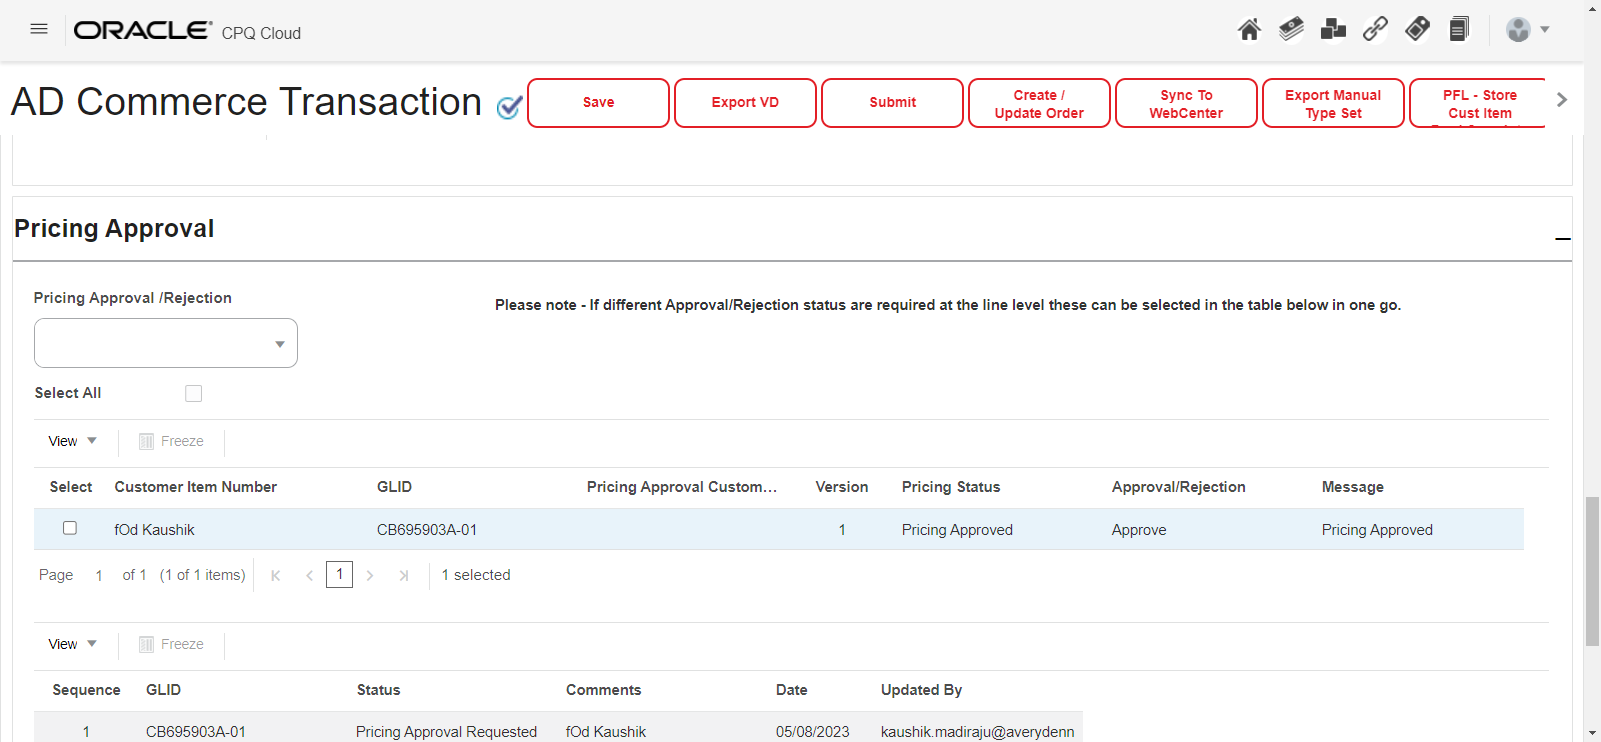 ORACLE CPQ Cloud
AD Commerce Transaction
Save
Export VD
Submit
Create /
Update Order
Sync To
WebCenter
Export Manual
Type Set
PFL - Store
Cust Item
Pricing Approval
Pricing Approval /Rejection
Please note - If different Approval/Rejection status are required at the line level these can be selected in the table below in one go.
Select All
View Freeze
Select Customer Item Number GLID Pricing Approval Custom... Version Pricing Status Approval/Rejection Message
fOd Kaushik CB695903A-01 1 Pricing Approved Approve Pricing Approved
Page 1 of 1 (1 of 1 items) 1 1 selected
View Freeze
Sequence GLID Status Comments Date Updated By
1 CB695903A-01 Pricing Approval Requested fOd Kaushik 05/08/2023 kaushik.madiraju@averydenn